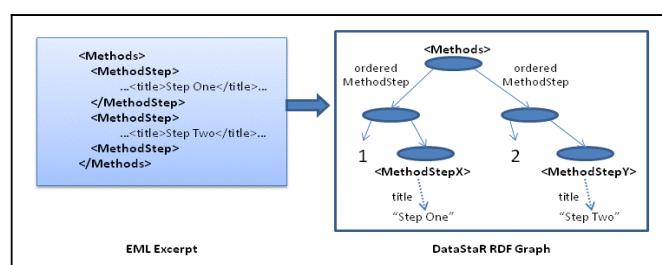 <Methods>
<MethodStep>
...<title>Step One</title>...
</MethodStep>
<MethodStep>
...<title>Step Two</title>...
<MethodStep>
</Methods>
EML Excerpt
<Methods>
ordered
MethodStep
ordered
MethodStep
1
2
<MethodStepX>
<MethodStepY>
title
title
“Step One”
“Step Two”
DataStaR RDF Graph